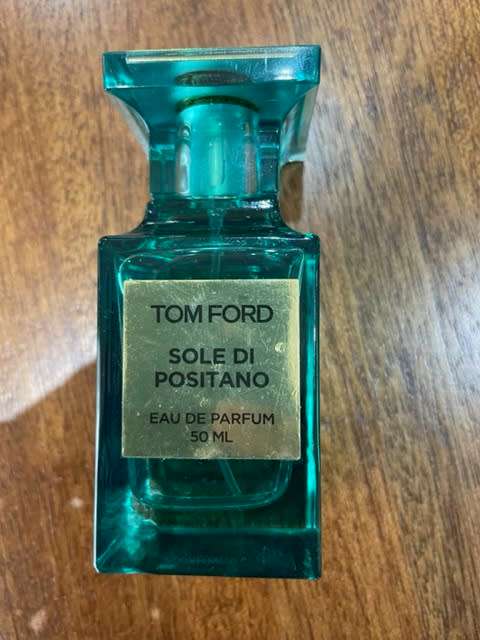 TOM FORD
SOLE DI
POSITANO
EAU DE PARFUM
50 ML